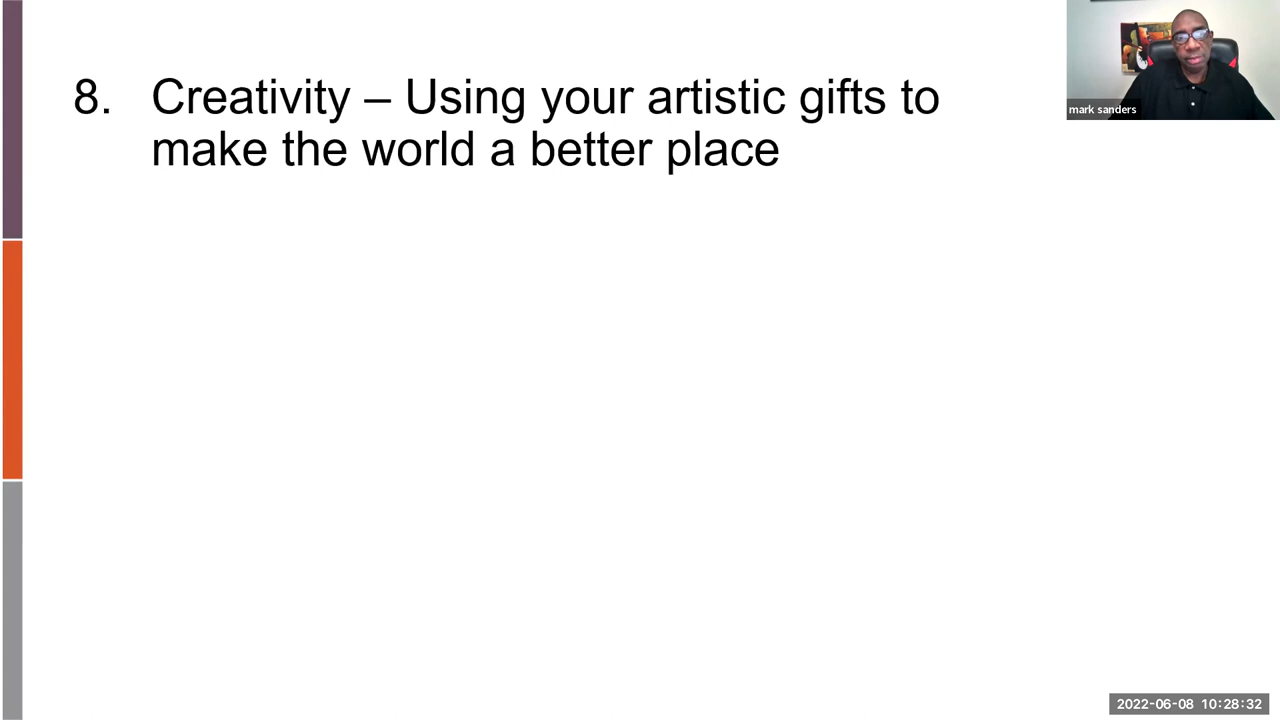 8. Creativity – Using your artistic gifts to
make the world a better place
mark sanders
2022-06-08 10:28:32